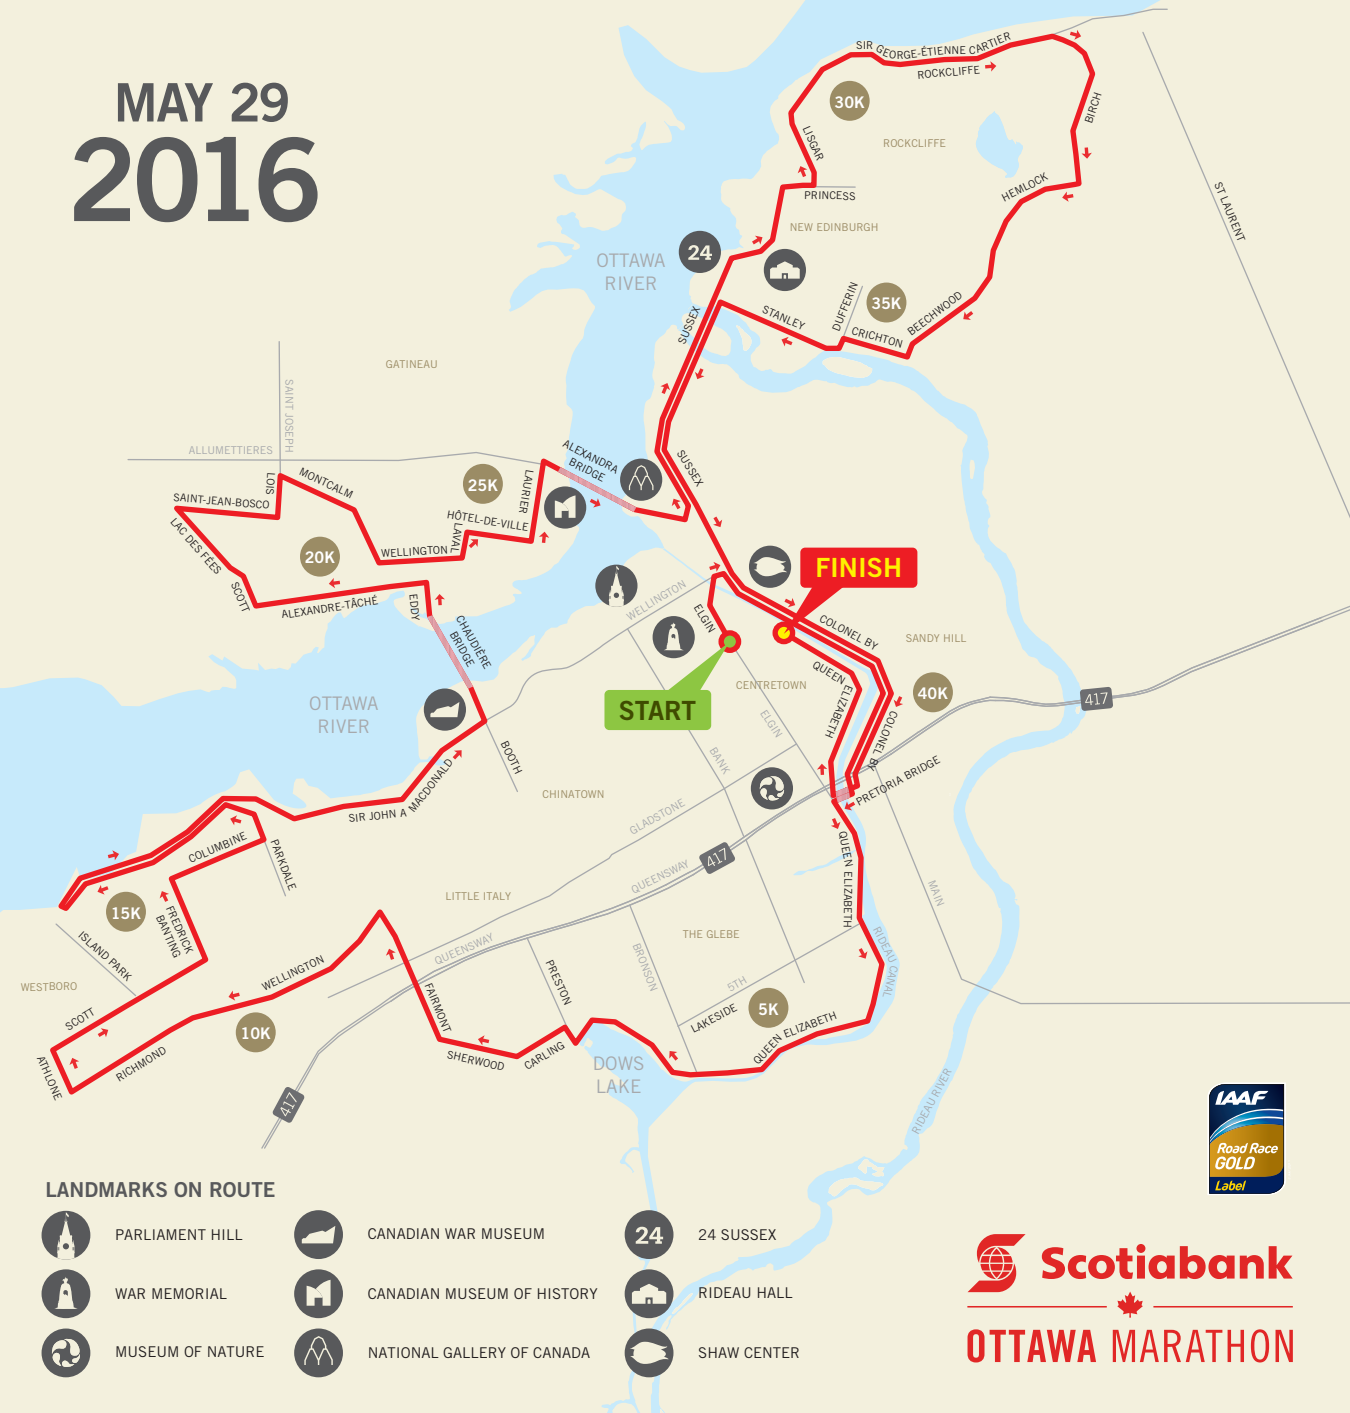 MAY 29
2016
SIR GEORGE-ÉTIENNE CARTIER
ROCKCLIFFE
30K
BIRCH
LISGAR
ROCKCLIFFE
HEMLOCK
PRINCESS
ST LAURENT
NEW EDINBURGH
24
OTTAWA
RIVER
DUFFERIN
35K
BEECHWOOD
STANLEY
CRICHTON
SUSSEX
GATINEAU
SAINT JOSEPH
ALLUMETTIERES
ALEXANDRA
BRIDGE
SUSSEX
LOIS
MONTCALM
25K
LAURIER
SAINT-JEAN-BOSCO
HÔTEL-DE-VILLE
LAC DES FÉES
20K
WELLINGTON
LAVAL
FINISH
SCOTT
ALEXANDRE-TÂCHÉ
EDDY
CHAUDIÈRE
BRIDGE
WELLINGTON
ELGIN
COLONEL BY
SANDY HILL
QUEEN
ELIZABETH
CENTRETOWN
40K
417
START
OTTAWA
RIVER
ELGIN
COLONEL BY
BOOTH
BANK
PRETORIA BRIDGE
CHINATOWN
SIR JOHN A MACDONALD
GLADSTONE
COLUMBINE
PARKDALE
417
QUEENSWAY
QUEEN ELIZABETH
MAIN
LITTLE ITALY
15K
FREDRICK
BANTING
ISLAND PARK
THE GLEBE
QUEENSWAY
RIDEAU CANAL
WESTBORO
WELLINGTON
PRESTON
BRONSON
5TH
SCOTT
10K
FAIRMONT
LAKESIDE
5K
QUEEN ELIZABETH
ATHLONE
RICHMOND
SHERWOOD
CARLING
DOWS
LAKE
417
RIDEAU RIVER
IAAF
Road Race
GOLD
Label
LANDMARKS ON ROUTE
PARLIAMENT HILL
CANADIAN WAR MUSEUM
24
24 SUSSEX
WAR MEMORIAL
CANADIAN MUSEUM OF HISTORY
RIDEAU HALL
MUSEUM OF NATURE
NATIONAL GALLERY OF CANADA
SHAW CENTER
Scotiabank
OTTAWA MARATHON